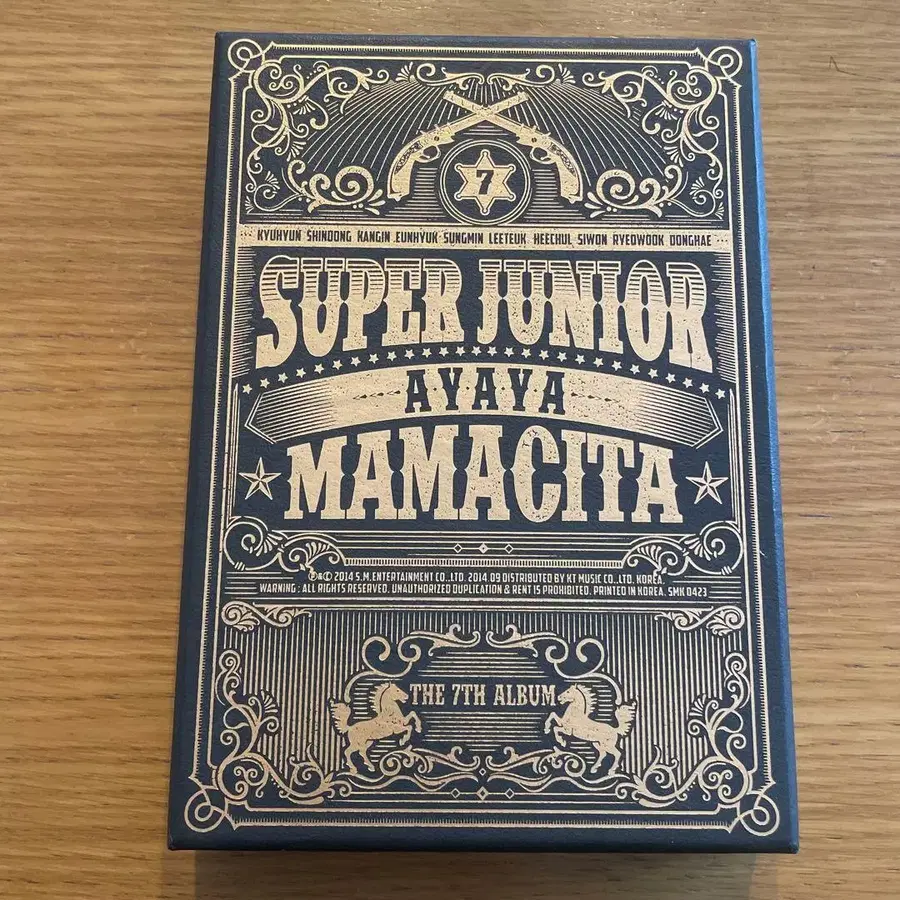 7
KYUHYUN SHINDONG KANGIN EUNHYUK SUNGMIN LEETEUK HEECHUL SIWON RYEOWOOK DONGHAE
SUPER JUNIOR
AYAYA
MAMACITA
℗&© 2014 S.M.ENTERTAINMENT CO.,LTD. 2014. 09 DISTRIBUTED BY KT MUSIC CO.,LTD. KOREA.
WARNING : ALL RIGHTS RESERVED. UNAUTHORIZED DUPLICATION & RENT IS PROHIBITED. PRINTED IN KOREA. SMK 0423
THE 7TH ALBUM